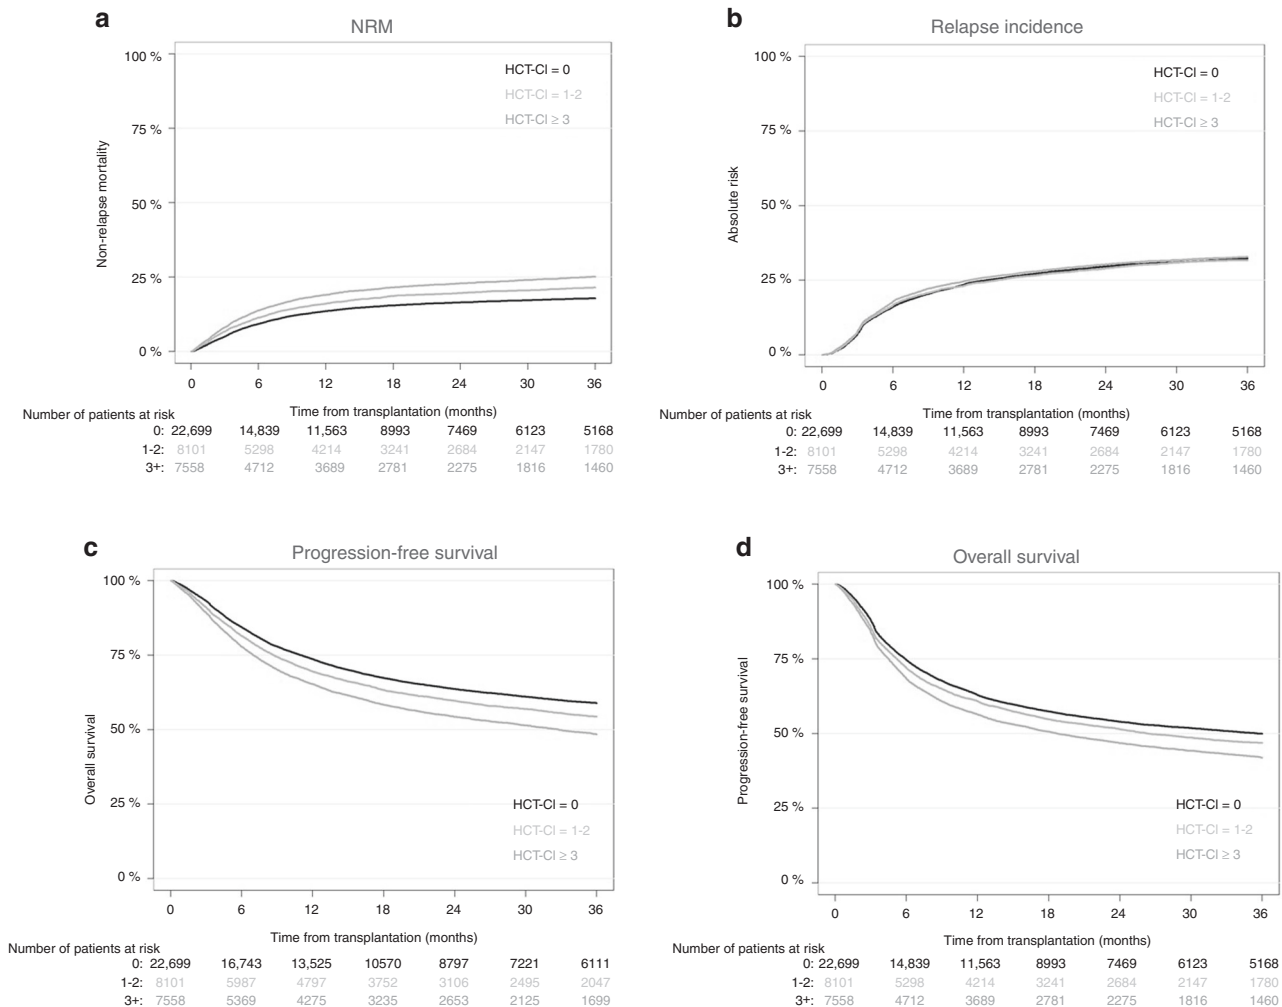 a
NRM
100 %
75 %
50 %
25 %
0 %
Non-relapse mortality
HCT-CI = 0
HCT-CI = 1-2
HCT-CI ≥ 3
0 6 12 18 24 30 36
Time from transplantation (months)
Number of patients at risk
0: 22,699 14,839 11,563 8993 7469 6123 5168
1-2: 8101 5298 4214 3241 2684 2147 1780
3+: 7558 4712 3689 2781 2275 1816 1460
b
Relapse incidence
100 %
75 %
50 %
25 %
0 %
Absolute risk
HCT-CI = 0
HCT-CI = 1-2
HCT-CI ≥ 3
0 6 12 18 24 30 36
Time from transplantation (months)
Number of patients at risk
0: 22,699 14,839 11,563 8993 7469 6123 5168
1-2: 8101 5298 4214 3241 2684 2147 1780
3+: 7558 4712 3689 2781 2275 1816 1460
c
Progression-free survival
100 %
75 %
50 %
25 %
0 %
Overall survival
HCT-CI = 0
HCT-CI = 1-2
HCT-CI ≥ 3
0 6 12 18 24 30 36
Time from transplantation (months)
Number of patients at risk
0: 22,699 16,743 13,525 10570 8797 7221 6111
1-2: 8101 5987 4797 3752 3106 2495 2047
3+: 7558 5369 4275 3235 2653 2125 1699
d
Overall survival
100 %
75 %
50 %
25 %
0 %
Progression-free survival
HCT-CI = 0
HCT-CI = 1-2
HCT-CI ≥ 3
0 6 12 18 24 30 36
Time from transplantation (months)
Number of patients at risk
0: 22,699 14,839 11,563 8993 7469 6123 5168
1-2: 8101 5298 4214 3241 2684 2147 1780
3+: 7558 4712 3689 2781 2275 1816 1460